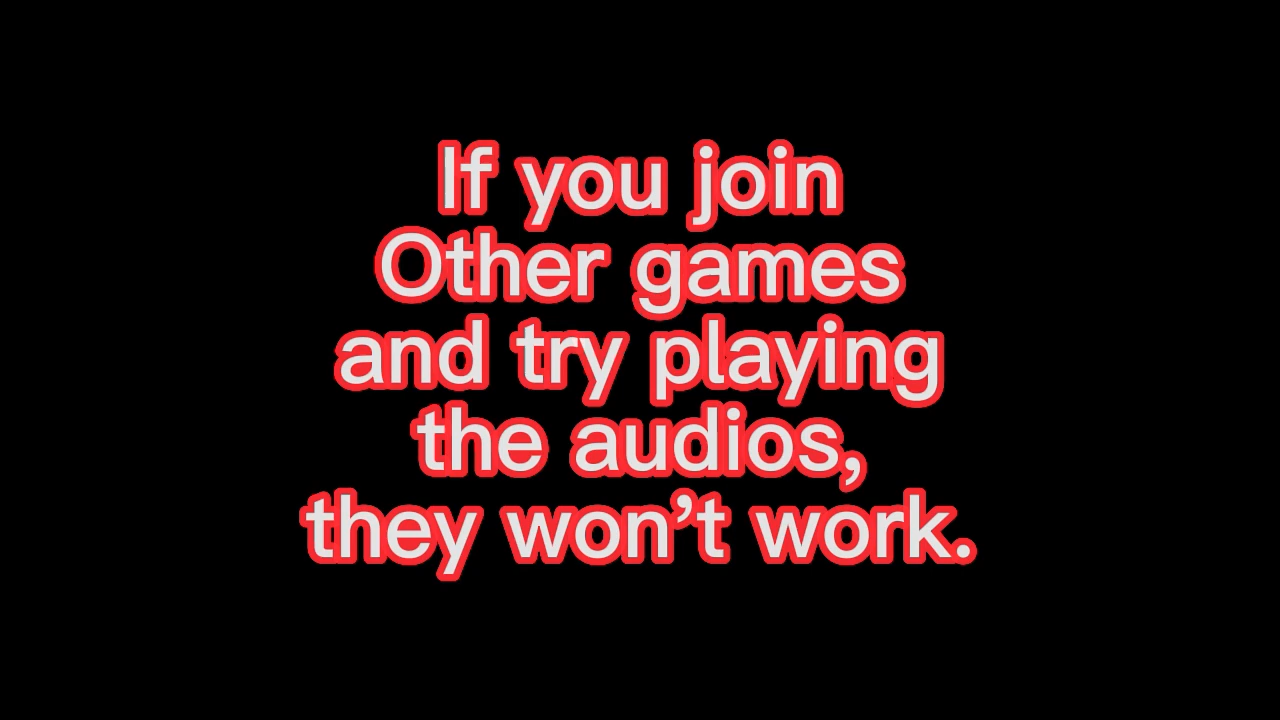 If you join
Other games
and try playing
the audios,
they won’t work.